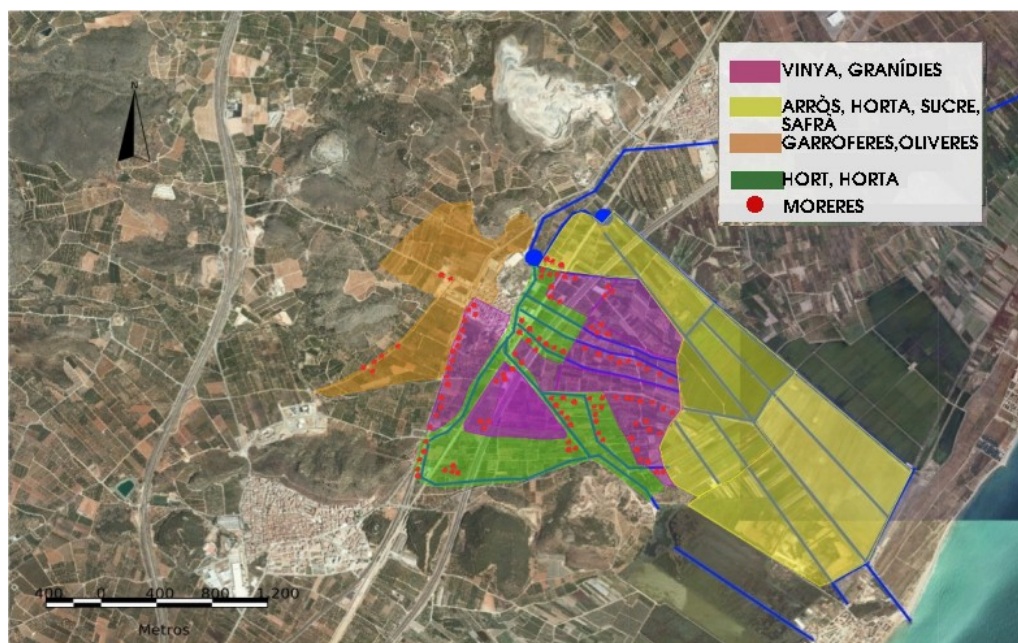 VINYA, GRANÍDIES
ARRÒS, HORTA, SUCRE,
SAFRÀ
GARROFERES,OLIVERES
HORT, HORTA
MORERES
N
400 0 400 800 1.200
Metros